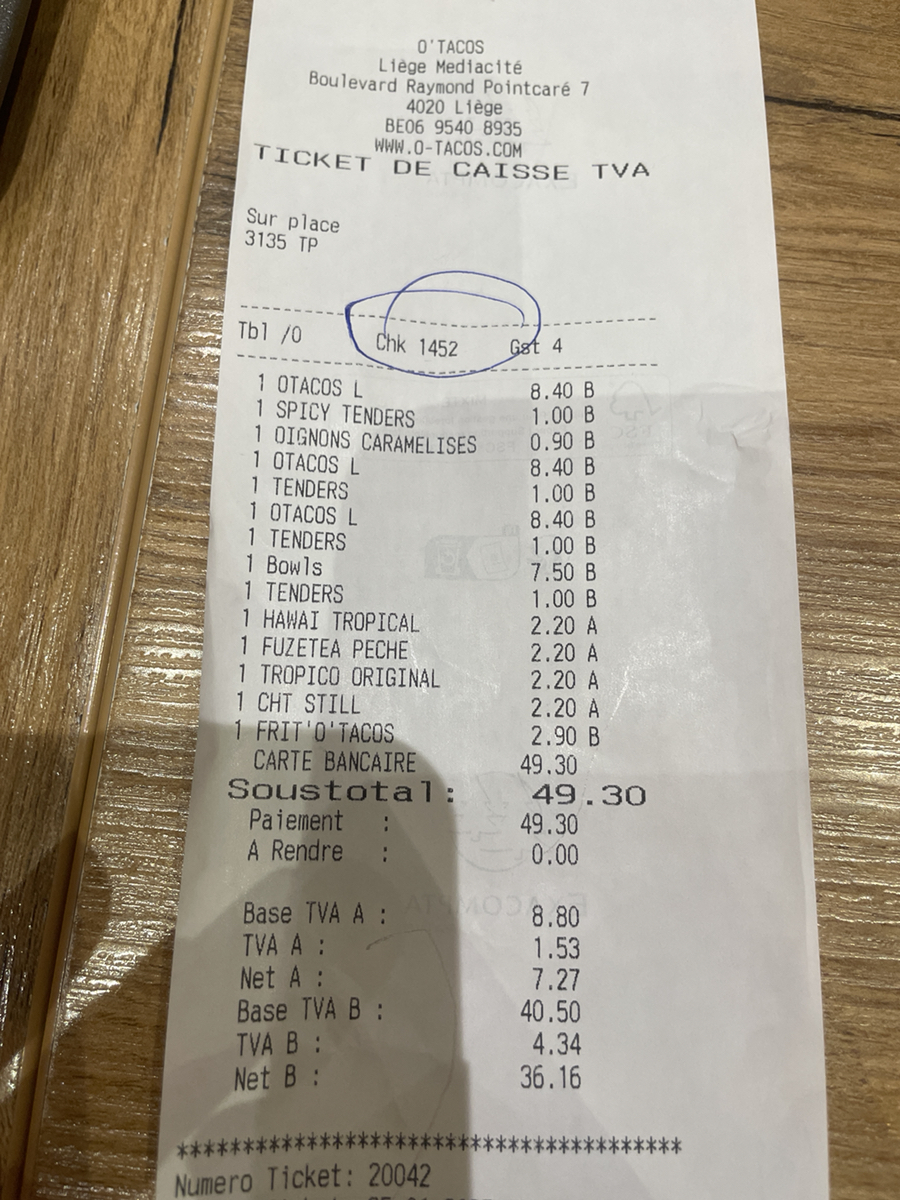 O'TACOS
Liège Mediacité
Boulevard Raymond Pointcaré 7
4020 Liège
BE06 9540 8935
WWW.O-TACOS.COM
TICKET DE CAISSE TVA
Sur place
3135 TP
Tbl /0 Chk 1452 Gst 4
1 OTACOS L 8.40 B
1 SPICY TENDERS 1.00 B
1 OIGNONS CARAMELISES 0.90 B
1 OTACOS L 8.40 B
1 TENDERS 1.00 B
1 OTACOS L 8.40 B
1 TENDERS 1.00 B
1 Bowls 7.50 B
1 TENDERS 1.00 B
1 HAWAI TROPICAL 2.20 A
1 FUZETEA PECHE 2.20 A
1 TROPICO ORIGINAL 2.20 A
1 CHT STILL 2.20 A
1 FRIT'O'TACOS 2.90 B
CARTE BANCAIRE 49.30
Soustotal: 49.30
Paiement : 49.30
A Rendre : 0.00
Base TVA A : 8.80
TVA A : 1.53
Net A : 7.27
Base TVA B : 40.50
TVA B : 4.34
Net B : 36.16
***************************************
Numero Ticket: 20042